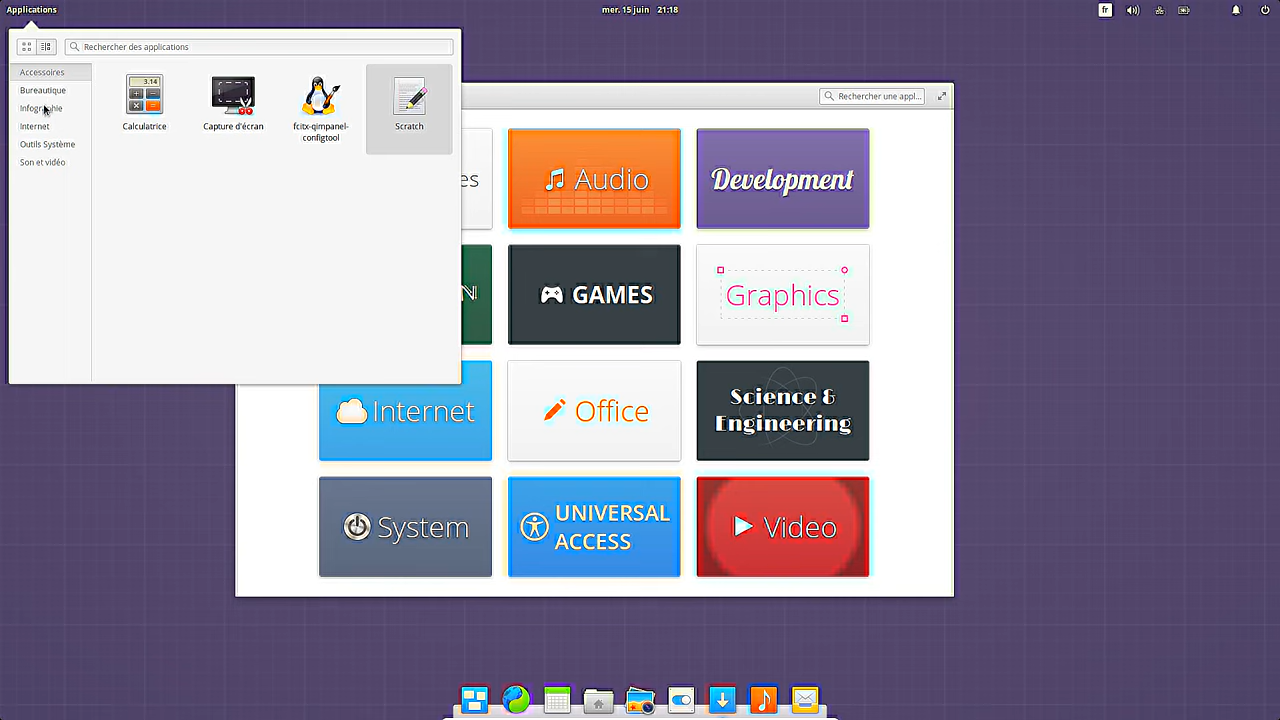 Applications
mer. 15 juin 21:18
fr
Rechercher des applications
Accessoires
Bureautique
Infographie
Internet
Outils Système
Son et vidéo
3.14
Calculatrice
Capture d'écran
fcitx-qimpanel-
configtool
Scratch
Rechercher une appl...
es
Audio
Development
N
GAMES
Graphics
Internet
Office
Science &
Engineering
System
UNIVERSAL
ACCESS
Video